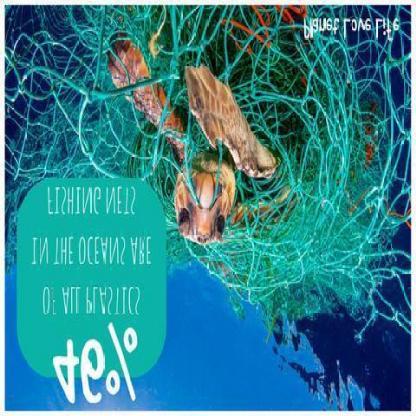 46%
OF ALL PLASTICS
IN THE OCEANS ARE
FISHING NETS
Planet Love Life